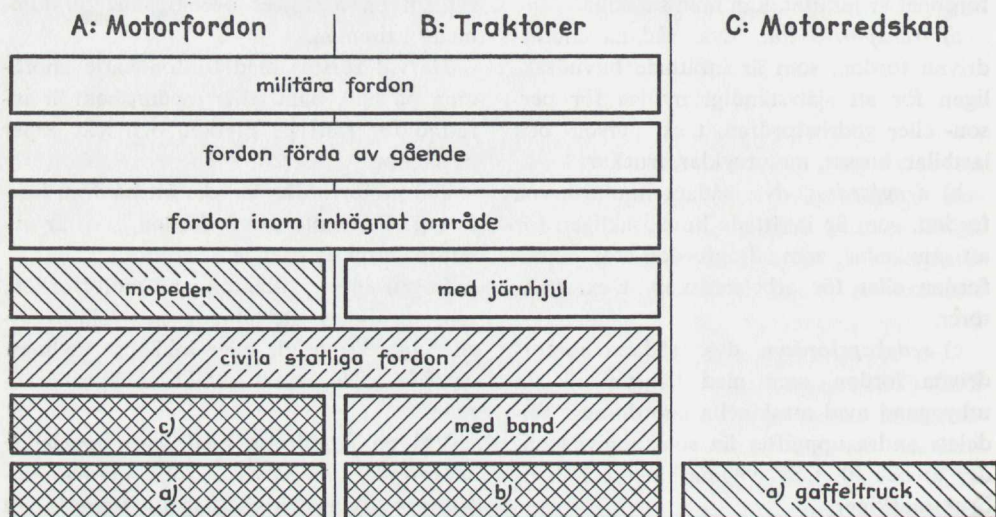 A: Motorfordon B: Traktorer C: Motorredskap
militära fordon
fordon förda av gående
fordon inom inhägnat område
mopeder med järnhjul
civila statliga fordon
c) med band
a) b) a) gaffeltruck